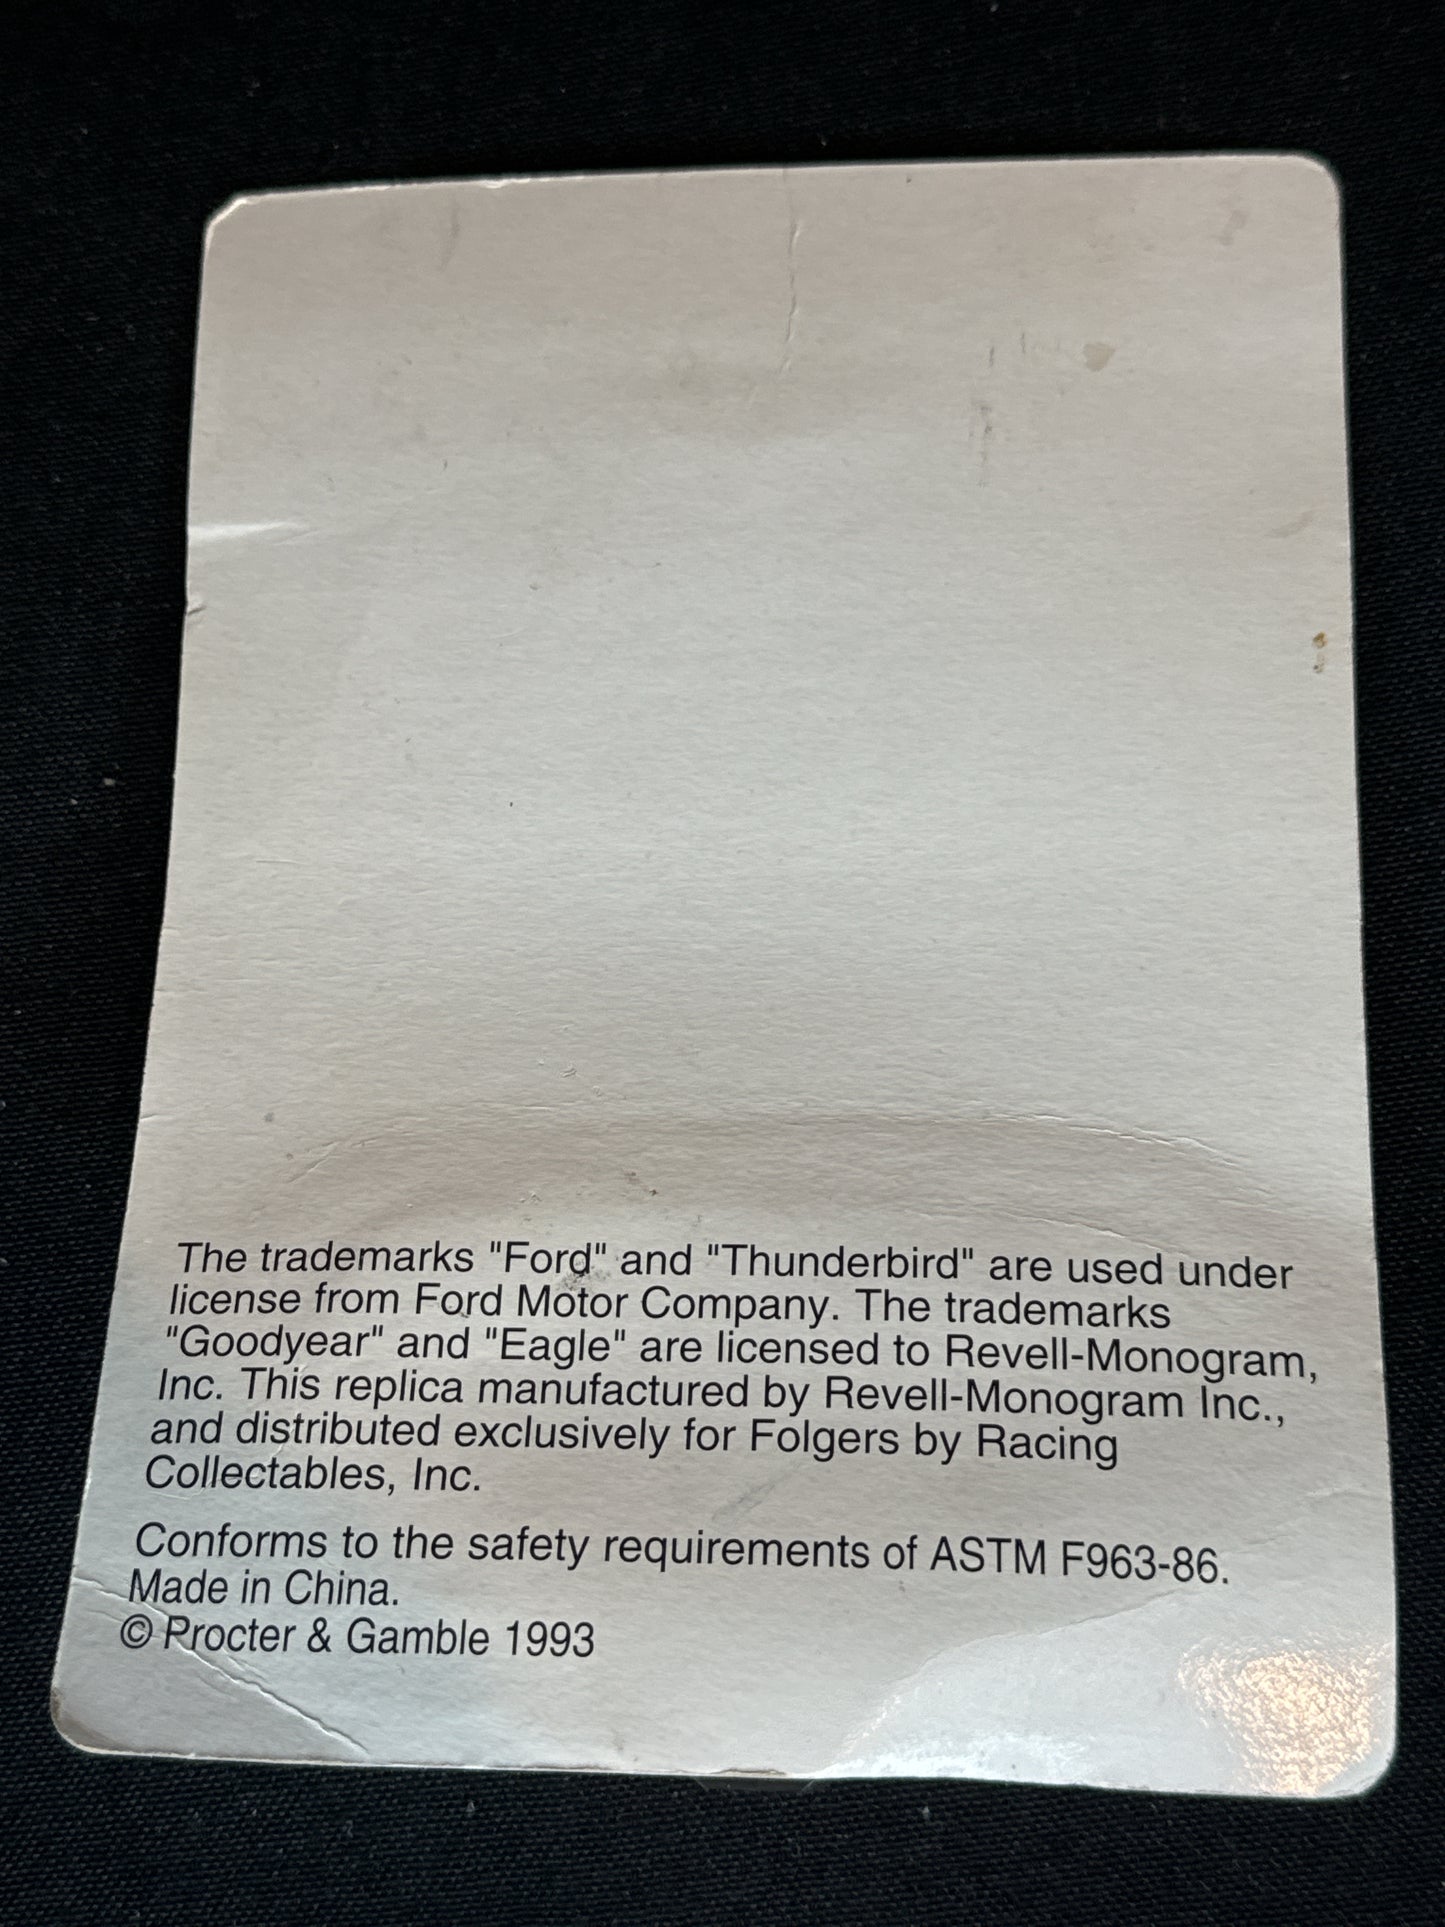 The trademarks "Ford" and "Thunderbird" are used under
license from Ford Motor Company. The trademarks
"Goodyear" and "Eagle" are licensed to Revell-Monogram,
Inc. This replica manufactured by Revell-Monogram Inc.,
and distributed exclusively for Folgers by Racing
Collectables, Inc.
Conforms to the safety requirements of ASTM F963-86.
Made in China.
© Procter & Gamble 1993